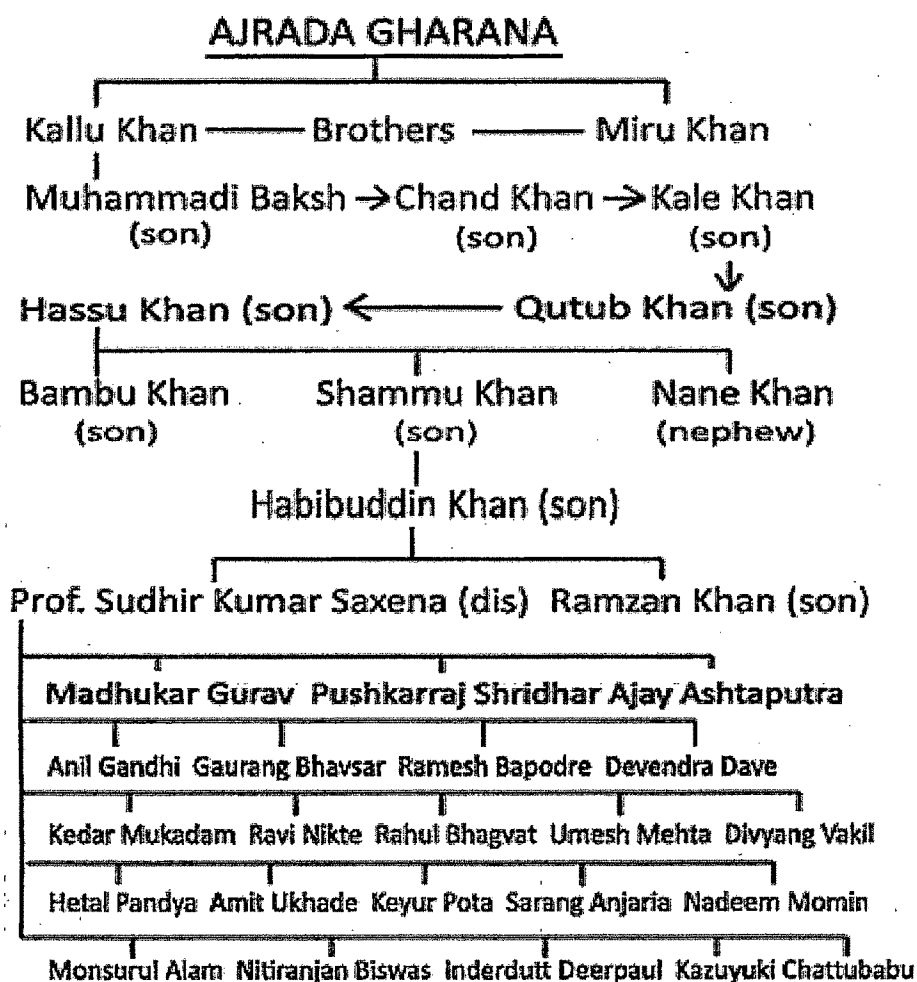 AJRADA GHARANA
Kallu Khan Brothers Miru Khan
Muhammadi Baksh Chand Khan Kale Khan
(son) (son) (son)
Hassu Khan (son) Qutub Khan (son)
Bambu Khan Shammu Khan Nane Khan
(son) (son) (nephew)
Habibuddin Khan (son)
Prof. Sudhir Kumar Saxena (dis) Ramzan Khan (son)
Madhukar Gurav Pushkarraj Shridhar Ajay Ashtaputra
Anil Gandhi Gaurang Bhavsar Ramesh Bapodre Devendra Dave
Kedar Mukadam Ravi Nikte Rahul Bhagvat Umesh Mehta Divyang Vakil
Hetal Pandya Amit Ukhade Keyur Pota Sarang Anjaria Nadeem Momin
Monsurul Alam Nitiranjan Biswas Inderdutt Deerpaul Kazuyuki Chattubabu